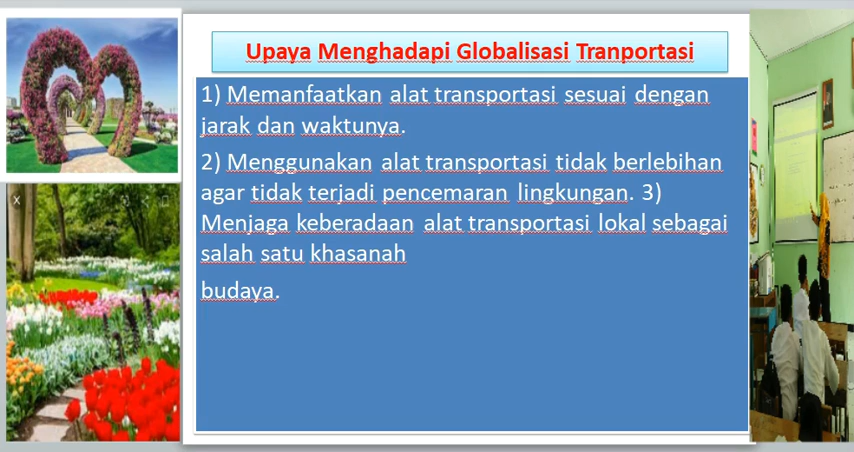 Upaya Menghadapi Globalisasi Tranportasi
1) Memanfaatkan alat transportasi sesuai dengan
jarak dan waktunya.
2) Menggunakan alat transportasi tidak berlebihan
agar tidak terjadi pencemaran lingkungan. 3)
Menjaga keberadaan alat transportasi lokal sebagai
salah satu khasanah
budaya.